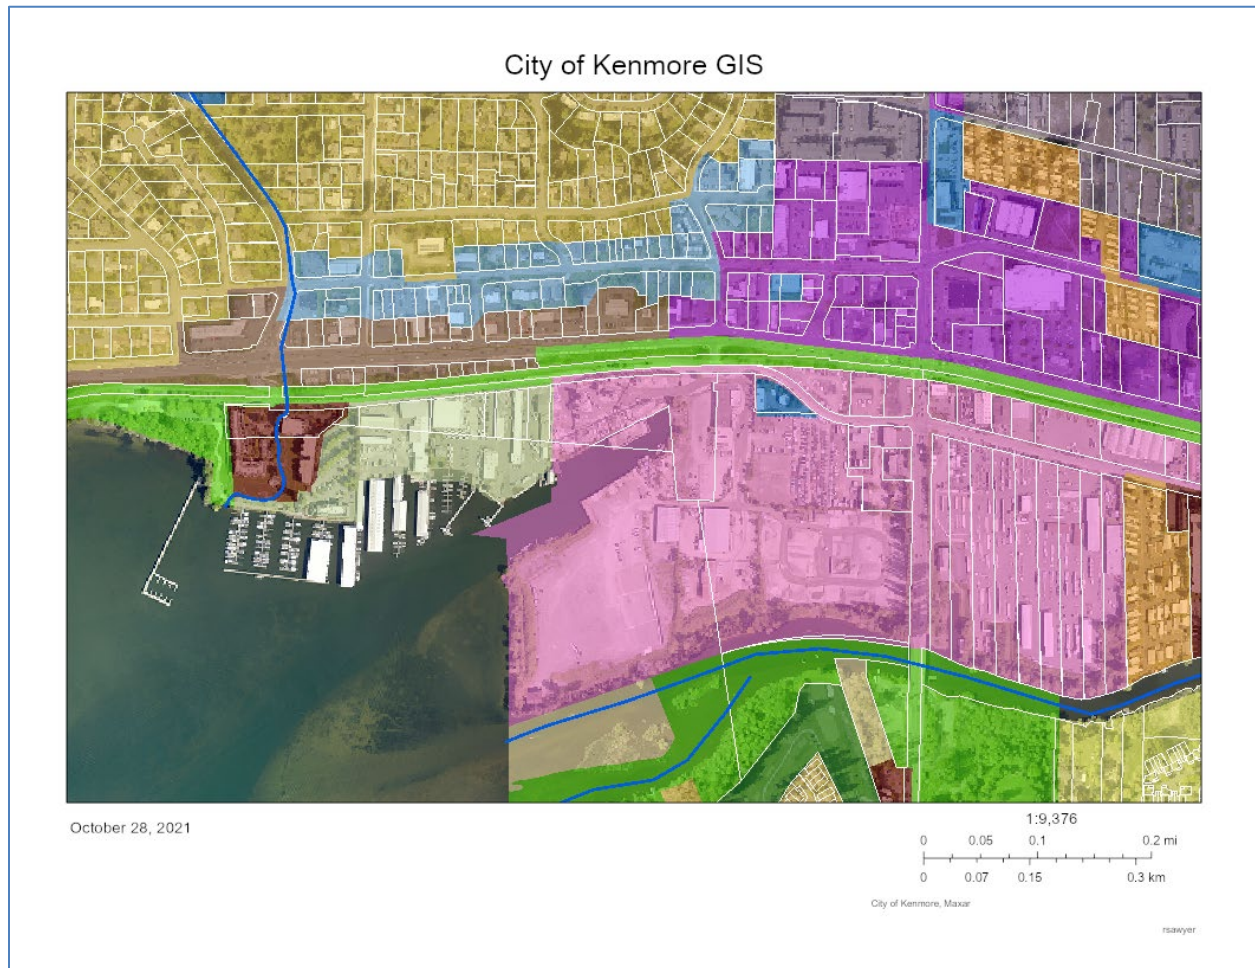 City of Kenmore GIS
October 28, 2021
1:9,376
0 0.05 0.1 0.2 mi
0 0.07 0.15 0.3 km
City of Kenmore, Maxar
rsawyer